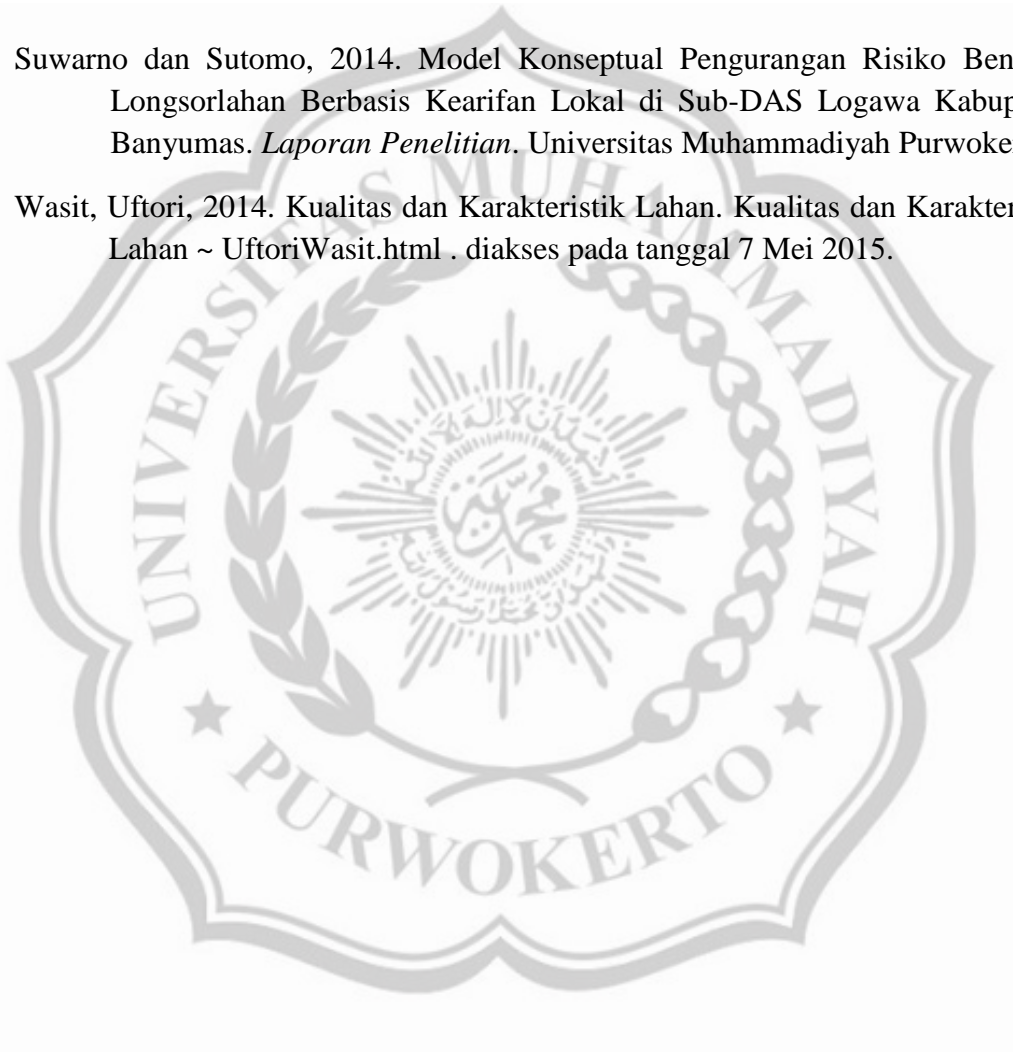 Suwarno dan Sutomo, 2014. Model Konseptual Pengurangan Risiko Ben
Longsorlahan Berbasis Kearifan Lokal di Sub-DAS Logawa Kabup
Banyumas. Laporan Penelitian. Universitas Muhammadiyah Purwoke
Wasit, Uftori, 2014. Kualitas dan Karakteristik Lahan. Kualitas dan Karakter
Lahan ~ UftoriWasit.html . diakses pada tanggal 7 Mei 2015.
UNIVERSITAS MUHAMMADIYAH
PURWOKERTO
محمد